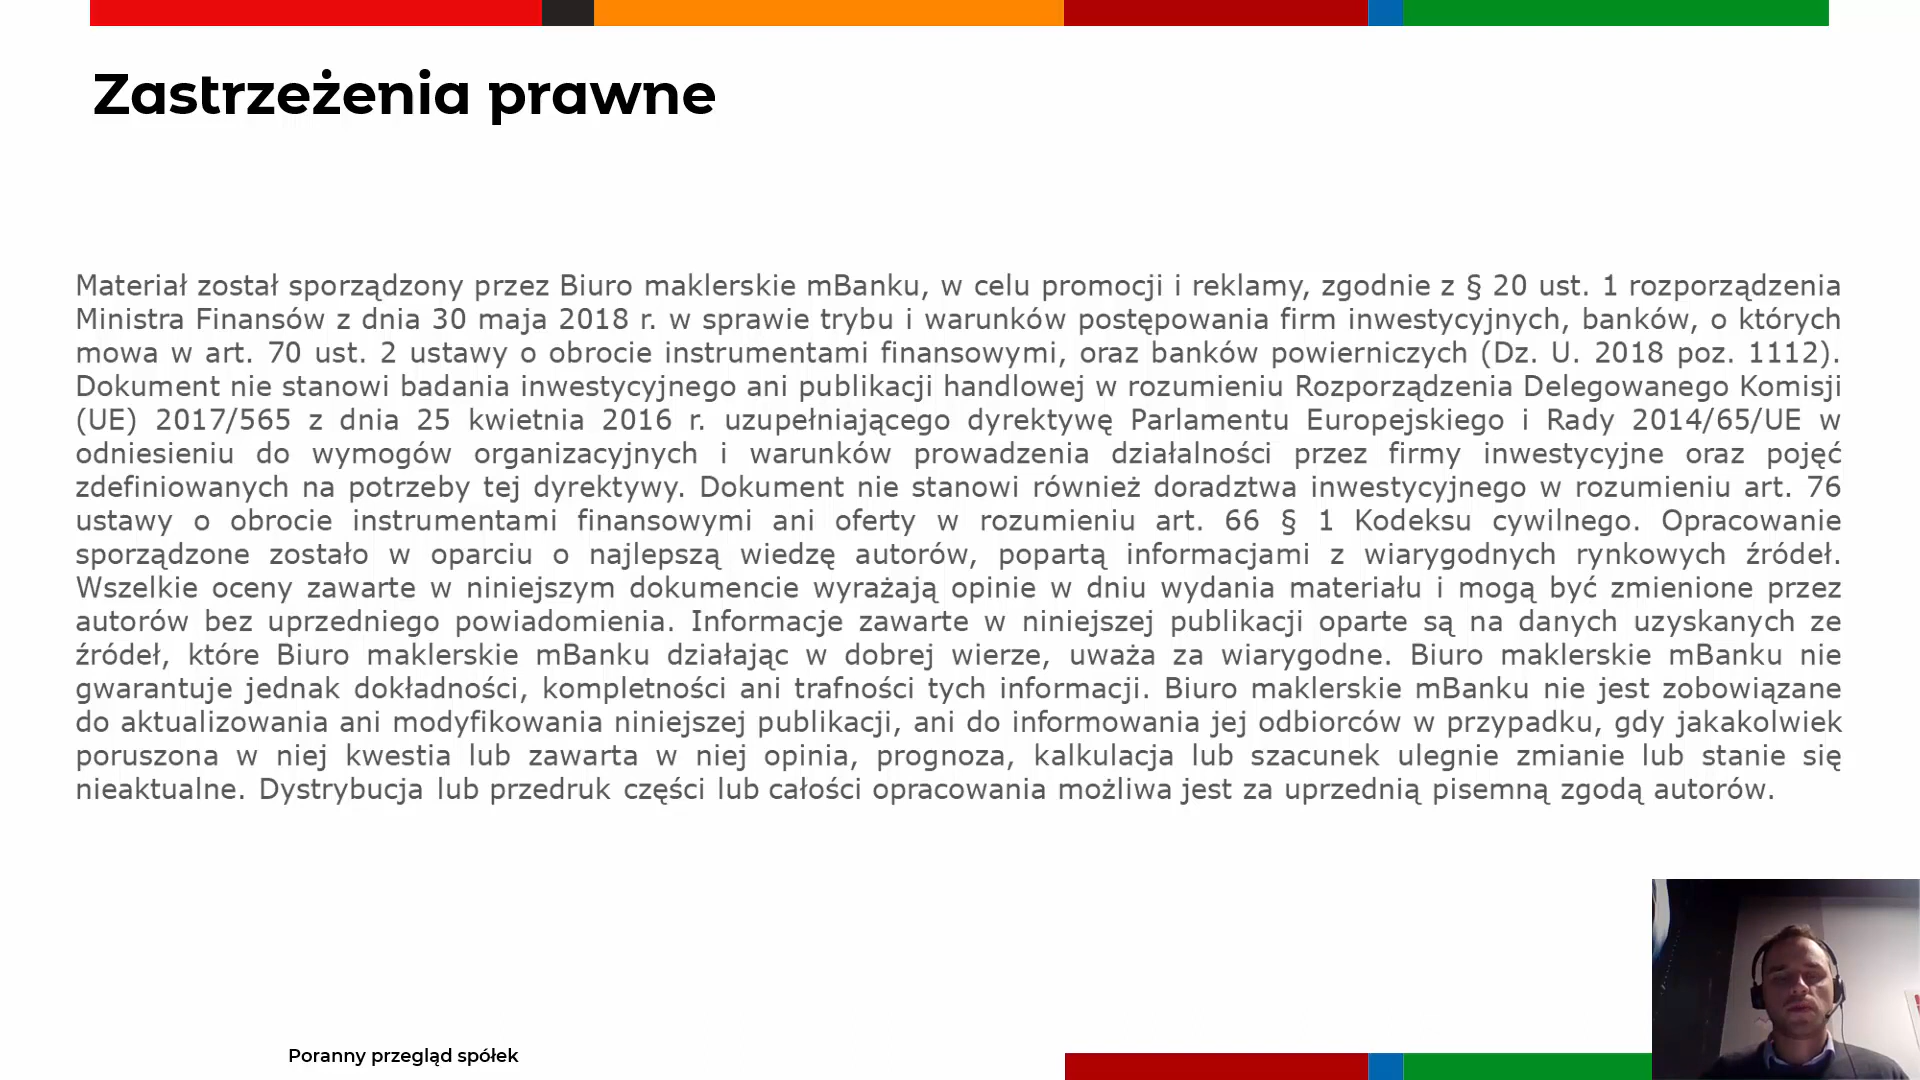 Zastrzeżenia prawne
Materiał został sporządzony przez Biuro maklerskie mBanku, w celu promocji i reklamy, zgodnie z § 20 ust. 1 rozporządzenia
Ministra Finansów z dnia 30 maja 2018 r. w sprawie trybu i warunków postępowania firm inwestycyjnych, banków, o których
mowa w art. 70 ust. 2 ustawy o obrocie instrumentami finansowymi, oraz banków powierniczych (Dz. U. 2018 poz. 1112).
Dokument nie stanowi badania inwestycyjnego ani publikacji handlowej w rozumieniu Rozporządzenia Delegowanego Komisji
(UE) 2017/565 z dnia 25 kwietnia 2016 r. uzupełniającego dyrektywę Parlamentu Europejskiego i Rady 2014/65/UE w
odniesieniu do wymogów organizacyjnych i warunków prowadzenia działalności przez firmy inwestycyjne oraz pojęć
zdefiniowanych na potrzeby tej dyrektywy. Dokument nie stanowi również doradztwa inwestycyjnego w rozumieniu art. 76
ustawy o obrocie instrumentami finansowymi ani oferty w rozumieniu art. 66 § 1 Kodeksu cywilnego. Opracowanie
sporządzone zostało w oparciu o najlepszą wiedzę autorów, popartą informacjami z wiarygodnych rynkowych źródeł.
Wszelkie oceny zawarte w niniejszym dokumencie wyrażają opinie w dniu wydania materiału i mogą być zmienione przez
autorów bez uprzedniego powiadomienia. Informacje zawarte w niniejszej publikacji oparte są na danych uzyskanych ze
źródeł, które Biuro maklerskie mBanku działając w dobrej wierze, uważa za wiarygodne. Biuro maklerskie mBanku nie
gwarantuje jednak dokładności, kompletności ani trafności tych informacji. Biuro maklerskie mBanku nie jest zobowiązane
do aktualizowania ani modyfikowania niniejszej publikacji, ani do informowania jej odbiorców w przypadku, gdy jakakolwiek
poruszona w niej kwestia lub zawarta w niej opinia, prognoza, kalkulacja lub szacunek ulegnie zmianie lub stanie się
nieaktualne. Dystrybucja lub przedruk części lub całości opracowania możliwa jest za uprzednią pisemną zgodą autorów.
Poranny przegląd spółek